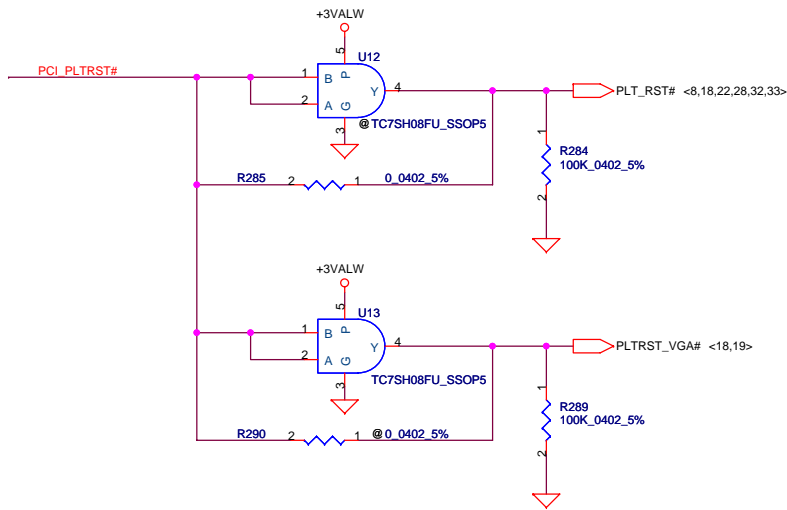 +3VALW
U12
PCI_PLTRST#
5
1 B P
2 A G Y 4
3
@TC7SH08FU_SSOP5
PLT_RST# <8,18,22,28,32,33>
1
R284
100K_0402_5%
2
R285 2 1 0_0402_5%
+3VALW
U13
5
1 B P
2 A G Y 4
3
TC7SH08FU_SSOP5
PLTRST_VGA# <18,19>
1
R289
100K_0402_5%
2
R290 2 1 @0_0402_5%